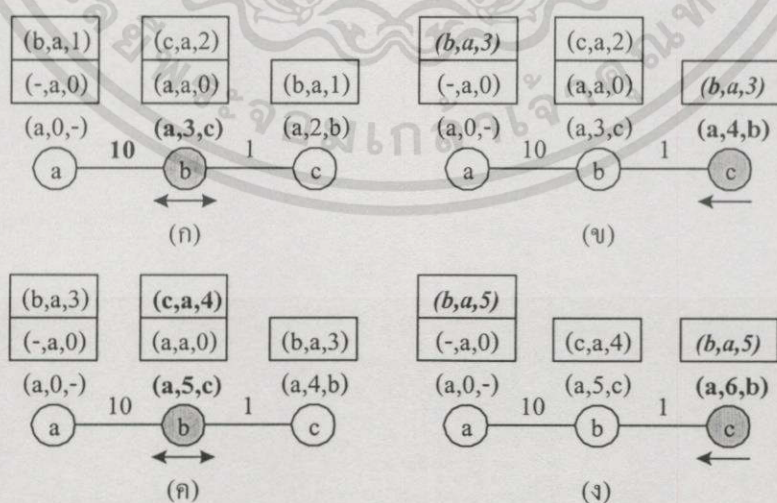 (b,a,1) (c,a,2)
(-,a,0) (a,a,0) (b,a,1)
(a,0,-) (a,3,c) (a,2,b)
10 1
a b c
(ก)
(b,a,3) (c,a,2)
(-,a,0) (a,a,0) (b,a,3)
(a,0,-) (a,3,c) (a,4,b)
10 1
a b c
(ข)
(b,a,3) (c,a,4)
(-,a,0) (a,a,0) (b,a,3)
(a,0,-) (a,5,c) (a,4,b)
10 1
a b c
(ค)
(b,a,5)
(-,a,0) (c,a,4) (b,a,5)
(a,0,-) (a,5,c) (a,6,b)
10 1
a b c
(ง)